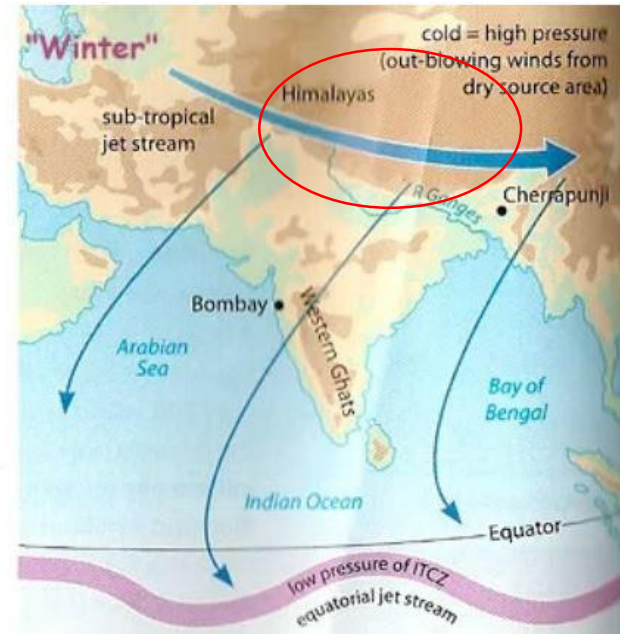 "Winter"
cold = high pressure
(out-blowing winds from
dry source area)
Himalayas
sub-tropical
jet stream
Cherrapunji
R Ganges
Bombay
Western Ghats
Arabian
Sea
Bay of
Bengal
Indian Ocean
Equator
low pressure of ITCZ
equatorial jet stream